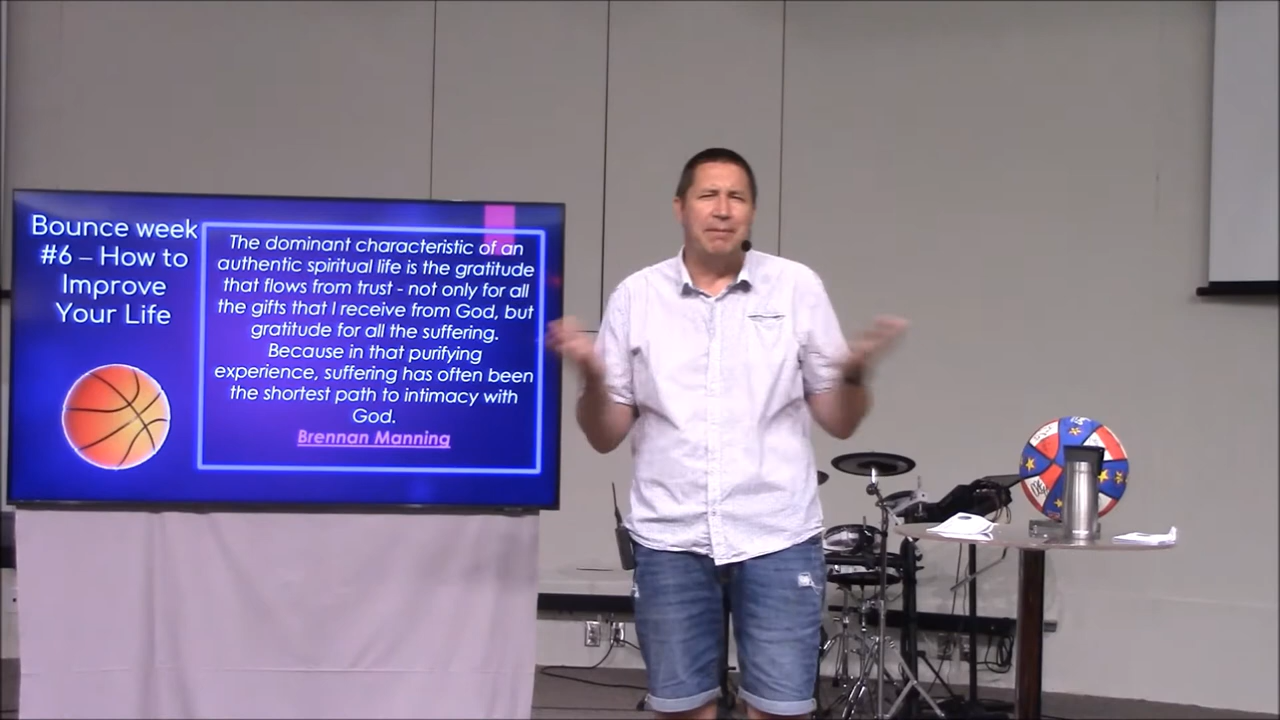 Bounce week
#6 – How to
Improve
Your Life
The dominant characteristic of an
authentic spiritual life is the gratitude
that flows from trust - not only for all
the gifts that I receive from God, but
gratitude for all the suffering.
Because in that purifying
experience, suffering has often been
the shortest path to intimacy with
God.
Brennan Manning